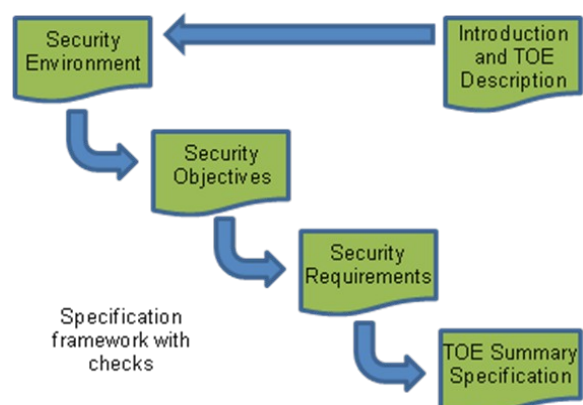 Security
Environment
Introduction
and TOE
Description
Security
Objectives
Security
Requirements
Specification
framework with
checks
TOE Summary
Specification